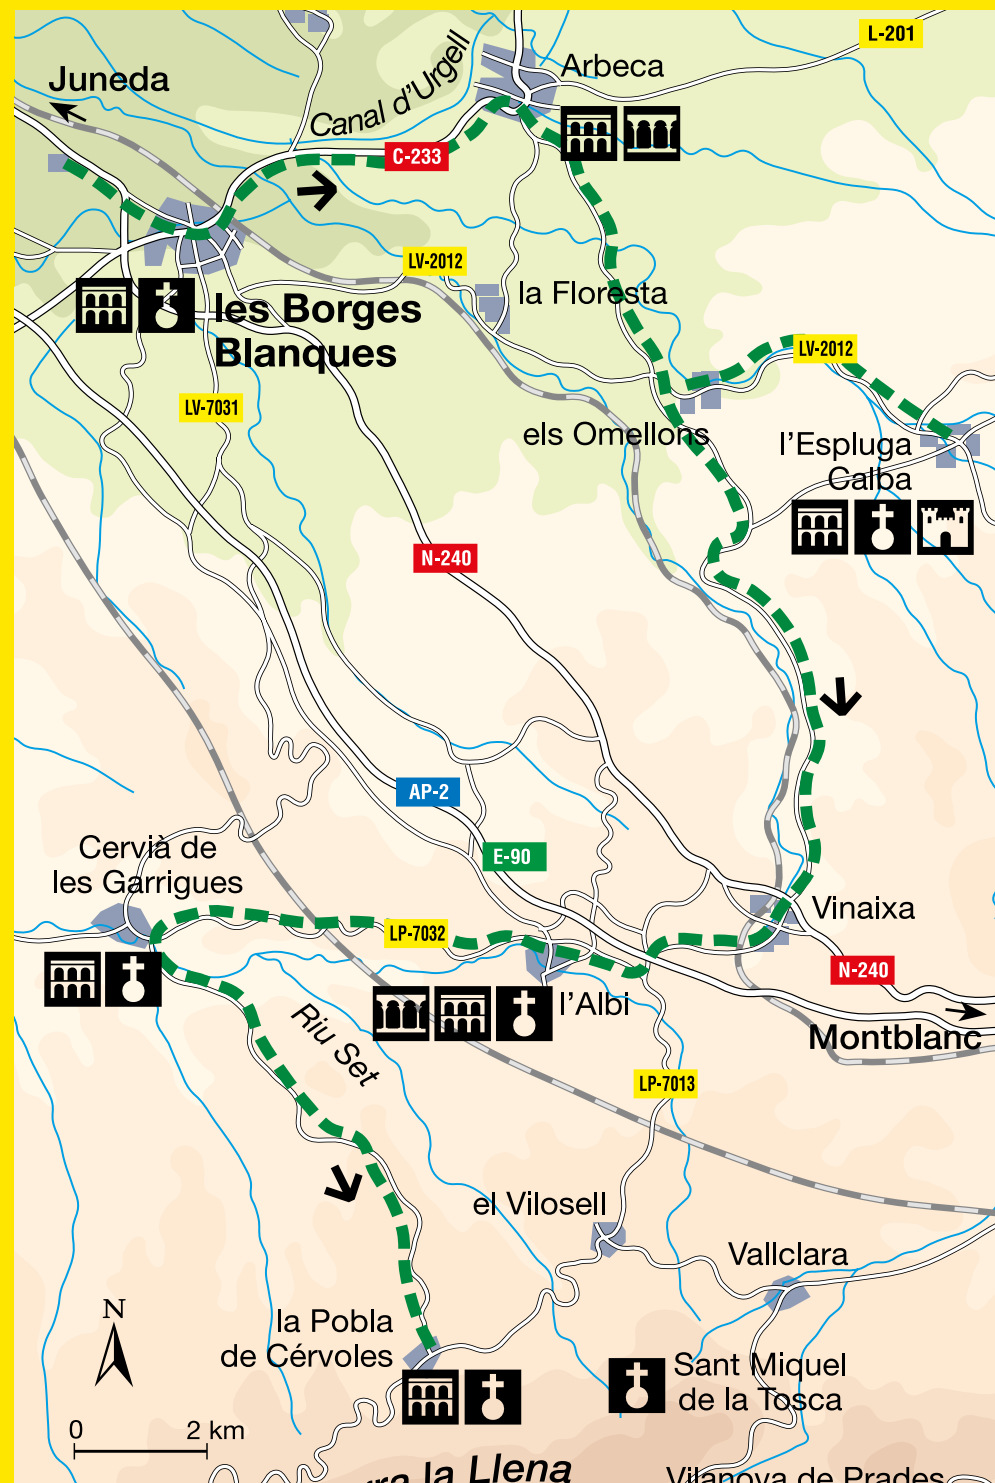 L-201
Arbeca
Juneda
Canal d'Urgell
C-233
LV-2012
la Floresta
les Borges
Blanques
LV-2012
LV-7031
els Omellons
l'Espluga
Calba
N-240
AP-2
E-90
Cervià de
les Garrigues
Vinaixa
LP-7032
N-240
l'Albi
Riu Set
Montblanc
LP-7013
el Vilosell
Vallclara
N
la Pobla
de Cérvoles
Sant Miquel
de la Tosca
0 2 km
la Llena
Vilanova de Prades